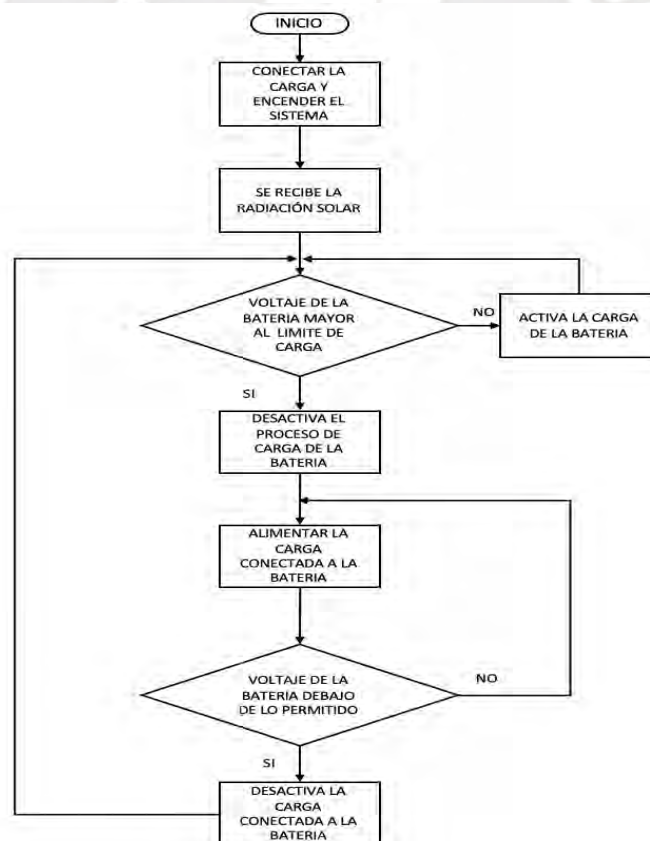 INICIO
CONECTAR LA
CARGA Y
ENCENDER EL
SISTEMA
SE RECIBE LA
RADIACIÓN SOLAR
VOLTAJE DE LA
BATERIA MAYOR
AL LIMITE DE
CARGA
NO
ACTIVA LA CARGA
DE LA BATERIA
SI
DESACTIVA EL
PROCESO DE
CARGA DE LA
BATERIA
ALIMENTAR LA
CARGA
CONECTADA A LA
BATERIA
VOLTAJE DE LA
BATERIA DEBAJO
DE LO PERMITIDO
NO
SI
DESACTIVA LA
CARGA
CONECTADA A LA
BATERIA